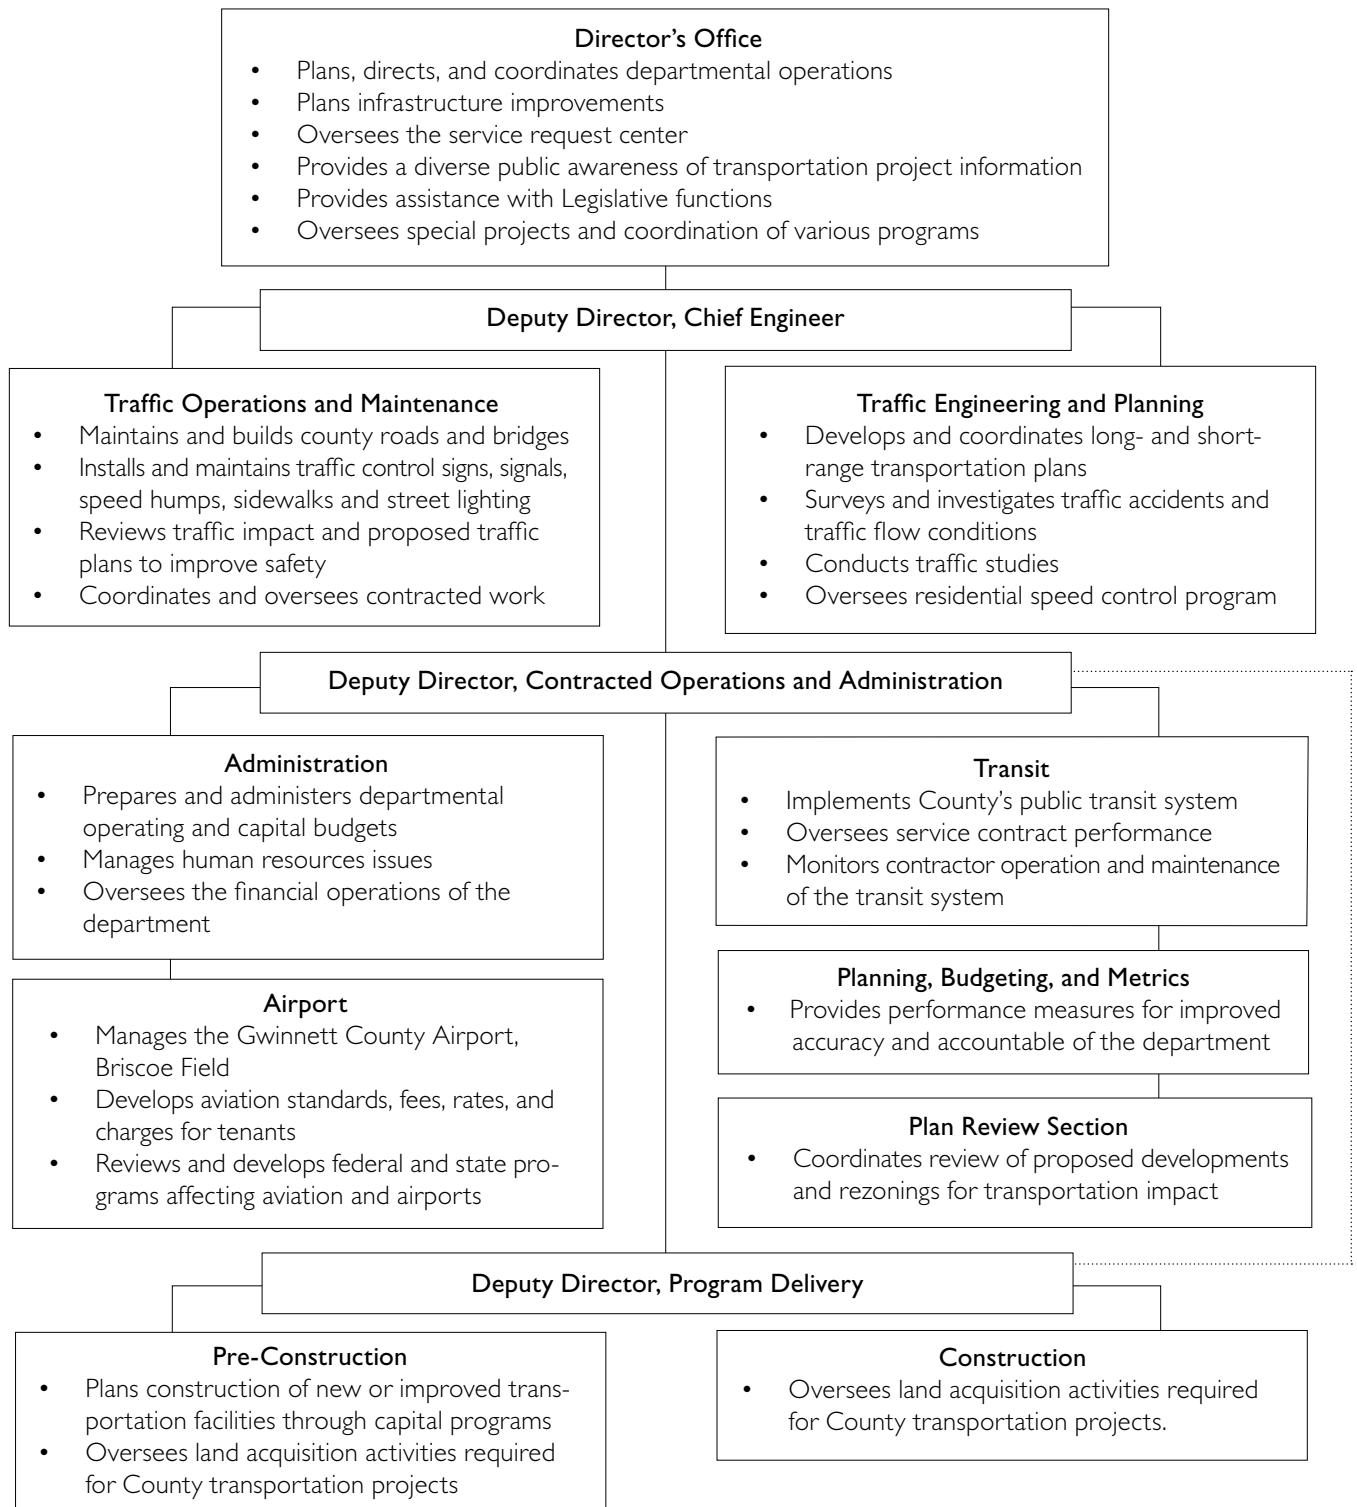 Director’s Office
• Plans, directs, and coordinates departmental operations
• Plans infrastructure improvements
• Oversees the service request center
• Provides a diverse public awareness of transportation project information
• Provides assistance with Legislative functions
• Oversees special projects and coordination of various programs
Deputy Director, Chief Engineer
Traffic Operations and Maintenance
• Maintains and builds county roads and bridges
• Installs and maintains traffic control signs, signals,
speed humps, sidewalks and street lighting
• Reviews traffic impact and proposed traffic
plans to improve safety
• Coordinates and oversees contracted work
Traffic Engineering and Planning
• Develops and coordinates long- and short-
range transportation plans
• Surveys and investigates traffic accidents and
traffic flow conditions
• Conducts traffic studies
• Oversees residential speed control program
Deputy Director, Contracted Operations and Administration
Administration
• Prepares and administers departmental
operating and capital budgets
• Manages human resources issues
• Oversees the financial operations of the
department
Airport
• Manages the Gwinnett County Airport,
Briscoe Field
• Develops aviation standards, fees, rates, and
charges for tenants
• Reviews and develops federal and state pro-
grams affecting aviation and airports
Transit
• Implements County’s public transit system
• Oversees service contract performance
• Monitors contractor operation and maintenance
of the transit system
Planning, Budgeting, and Metrics
• Provides performance measures for improved
accuracy and accountable of the department
Plan Review Section
• Coordinates review of proposed developments
and rezonings for transportation impact
Deputy Director, Program Delivery
Pre-Construction
• Plans construction of new or improved trans-
portation facilities through capital programs
• Oversees land acquisition activities required
for County transportation projects
Construction
• Oversees land acquisition activities required
for County transportation projects.